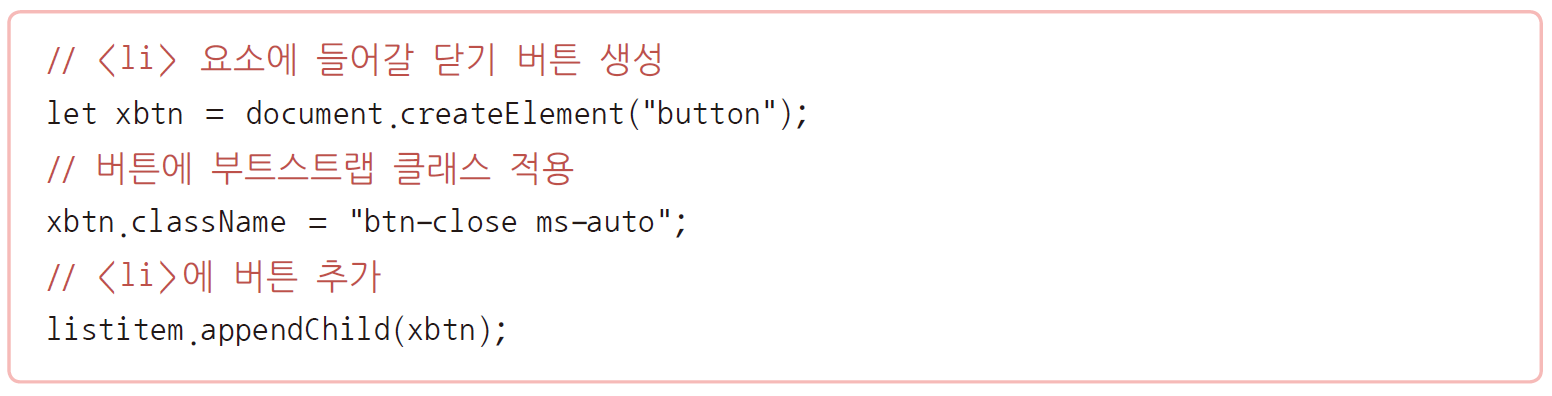 // <li> 요소에 들어갈 닫기 버튼 생성
let xbtn = document.createElement("button");
// 버튼에 부트스트랩 클래스 적용
xbtn.className = "btn-close ms-auto";
// <li>에 버튼 추가
listitem.appendChild(xbtn);